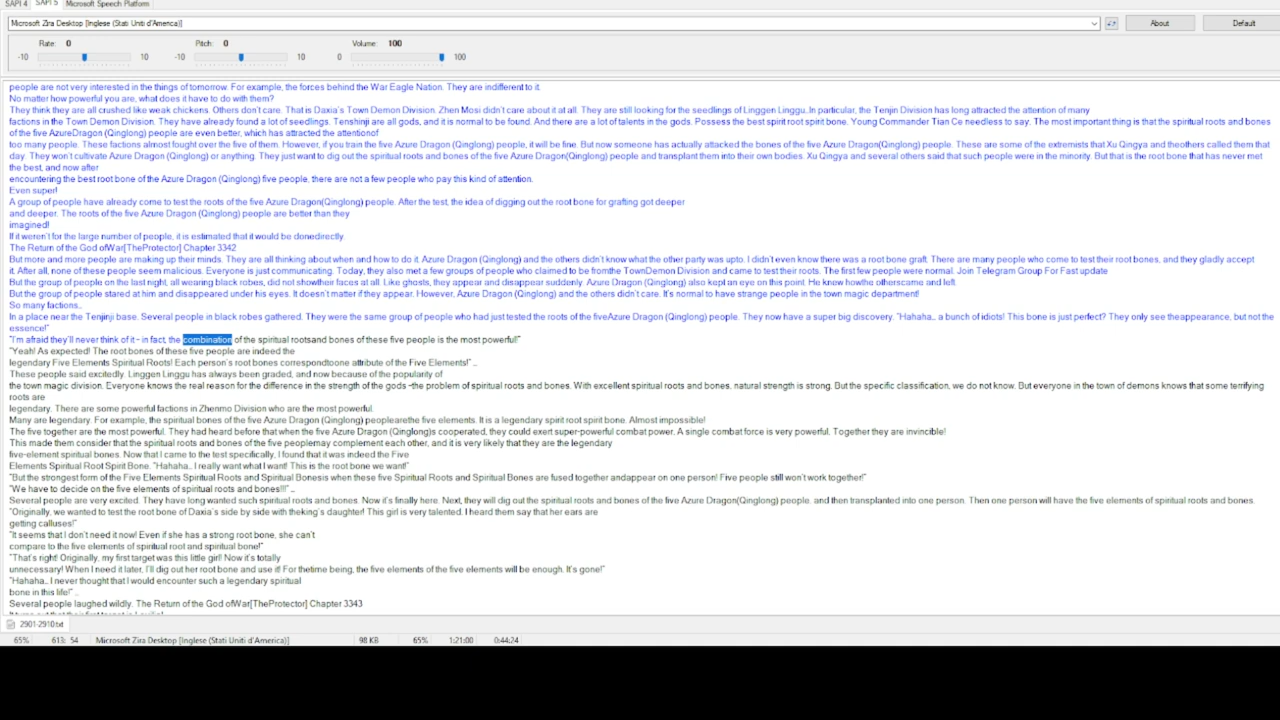 SAPI 4 SAPI 5 Microsoft Speech Platform
Microsoft Zira Desktop [Inglese (Stati Uniti d'America)] About Default
Rate: 0 Pitch: 0 Volume: 100
-10 10 -10 10 0 100
people are not very interested in the things of tomorrow. For example, the forces behind the War Eagle Nation. They are indifferent to it.
No matter how powerful you are, what does it have to do with them?
They think they are all crushed like weak chickens. Others don't care. That is Daxia's Town Demon Division. Zhen Mosi didn't care about it at all. They are still looking for the seedlings of Linggen Linggu..In particular, the Tenjin Division has long attracted the attention of many
factions in the Town Demon Division. They have already found a lot of seedlings. Tenshinji are all gods, and it is normal to be found. And there are a lot of talents in the gods. Possess the best spirit root spirit bone. Young Commander Tian Ce needless to say. The most important thing is that the spiritual roots and bones
of the five AzureDragon (Qinglong) people are even better, which has attracted the attentionof
too many people. These factions almost fought over the five of them. However, if you train the five Azure Dragon (Qinglong) people, it will be fine. But now someone has actually attacked the bones of the five Azure Dragon(Qinglong) people. These are some of the extremists that Xu Qingya and theothers called them that
day. They won't cultivate Azure Dragon (Qinglong) or anything. They just want to dig out the spiritual roots and bones of the five Azure Dragon(Qinglong) people and transplant them into their own bodies. Xu Qingya and several others said that such people were in the minority. But that is the root bone that has never met
the best, and now after
encountering the best root bone of the Azure Dragon (Qinglong) five people, there are not a few people who pay this kind of attention.
Even super!
A group of people have already come to test the roots of the five Azure Dragon(Qinglong) people. After the test, the idea of digging out the root bone for grafting got deeper
and deeper. The roots of the five Azure Dragon (Qinglong) people are better than they
imagined!
If it weren't for the large number of people, it is estimated that it would be donedirectly.
The Return of the God ofWar[TheProtector] Chapter 3342
But more and more people are making up their minds. They are all thinking about when and how to do it. Azure Dragon (Qinglong) and the others didn't know what the other party was upto. I didn't even know there was a root bone graft. There are many people who come to test their root bones, and they gladly accept
it. After all, none of these people seem malicious. Everyone is just communicating. Today, they also met a few groups of people who claimed to be fromthe TownDemon Division and came to test their roots. The first few people were normal. Join Telegram Group For Fast update
But the group of people on the last night, all wearing black robes, did not showtheir faces at all. Like ghosts, they appear and disappear suddenly. Azure Dragon (Qinglong) also kept an eye on this point. He knew howthe otherscame and left.
But the group of people stared at him and disappeared under his eyes. It doesn't matter if they appear. However, Azure Dragon (Qinglong) and the others didn't care. It's normal to have strange people in the town magic department!
So many factions..
In a place near the Tenjinji base. Several people in black robes gathered. They were the same group of people who had just tested the roots of the fiveAzure Dragon (Qinglong) people. They now have a super big discovery. "Hahaha... a bunch of idiots! This bone is just perfect? They only see theappearance, but not the
essence!"
"I'm afraid they'll never think of it - in fact, the combination of the spiritual rootsand bones of these five people is the most powerful!"
"Yeah! As expected! The root bones of these five people are indeed the
legendary Five Elements Spiritual Roots! Each person's root bones correspondtoone attribute of the Five Elements!" ..
These people said excitedly. Linggen Linggu has always been graded, and now because of the popularity of
the town magic division. Everyone knows the real reason for the difference in the strength of the gods -the problem of spiritual roots and bones. With excellent spiritual roots and bones, natural strength is strong. But the specific classification, we do not know. But everyone in the town of demons knows that some terrifying
roots are
legendary. There are some powerful factions in Zhenmo Division who are the most powerful.
Many are legendary. For example, the spiritual bones of the five Azure Dragon (Qinglong) peoplearethe five elements. It is a legendary spirit root spirit bone. Almost impossible!
The five together are the most powerful. They had heard before that when the five Azure Dragon (Qinglong)s cooperated, they could exert super-powerful combat power. A single combat force is very powerful. Together they are invincible!
This made them consider that the spiritual roots and bones of the five peoplemay complement each other, and it is very likely that they are the legendary
five-element spiritual bones. Now that I came to the test specifically, I found that it was indeed the Five
Elements Spiritual Root Spirit Bone. "Hahaha... I really want what I want! This is the root bone we want!"
"But the strongest form of the Five Elements Spiritual Roots and Spiritual Bonesis when these five Spiritual Roots and Spiritual Bones are fused together andappear on one person! Five people still won't work together!"
"We have to decide on the five elements of spiritual roots and bones!!!" ..
Several people are very excited. They have long wanted such spiritual roots and bones. Now it's finally here. Next, they will dig out the spiritual roots and bones of the five Azure Dragon(Qinglong) people. and then transplanted into one person. Then one person will have the five elements of spiritual roots and bones.
"Originally, we wanted to test the root bone of Daxia's side by side with theking's daughter! This girl is very talented. I heard them say that her ears are
getting calluses!"
"It seems that I don't need it now! Even if she has a strong root bone, she can't
compare to the five elements of spiritual root and spiritual bone!"
"That's right! Originally, my first target was this little girl! Now it's totally
unnecessary! When I need it later, I'll dig out her root bone and use it! For thetime being, the five elements of the five elements will be enough. It's gone!"
"Hahaha... I never thought that I would encounter such a legendary spiritual
bone in this life!" ..
Several people laughed wildly. The Return of the God ofWar[TheProtector] Chapter 3343
2901-2910.txt
65% 613: 54 Microsoft Zira Desktop [Inglese (Stati Uniti d'America)] 98 KB 65% 1:21:00 0:44:24